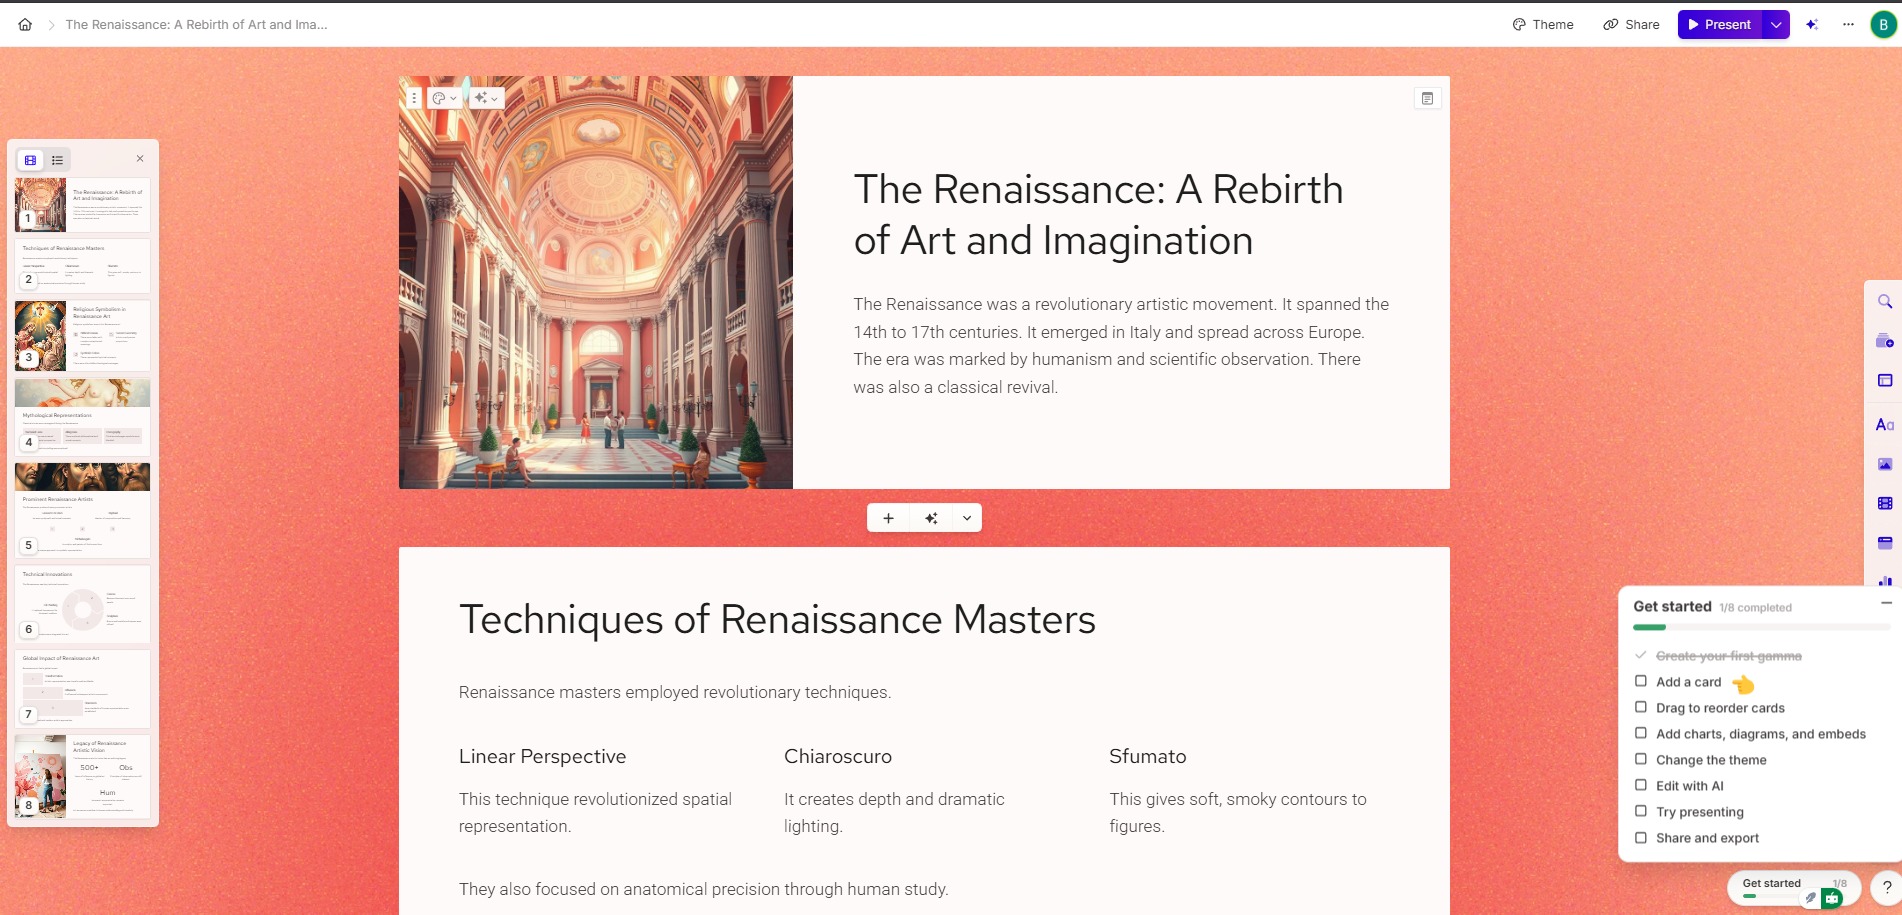 The Renaissance: A Rebirth of Art and Ima...
Theme
Share
Present
B
1
The Renaissance: A Rebirth of
Art and Imagination
2
Techniques of Renaissance Masters
3
Religious Symbolism in
Renaissance Art
4
Mythological Representations
5
Prominent Renaissance Artists
6
Technical Innovations
7
Global Impact of Renaissance Art
8
Legacy of Renaissance
Artistic Vision
500+
Obs
Hum
The Renaissance: A Rebirth
of Art and Imagination
The Renaissance was a revolutionary artistic movement. It spanned the
14th to 17th centuries. It emerged in Italy and spread across Europe.
The era was marked by humanism and scientific observation. There
was also a classical revival.
Techniques of Renaissance Masters
Renaissance masters employed revolutionary techniques.
Linear Perspective
This technique revolutionized spatial
representation.
Chiaroscuro
It creates depth and dramatic
lighting.
Sfumato
This gives soft, smoky contours to
figures.
They also focused on anatomical precision through human study.
Aa
Get started 1/8 completed
Create your first gamma
Add a card
Drag to reorder cards
Add charts, diagrams, and embeds
Change the theme
Edit with AI
Try presenting
Share and export
Get started 1/8
?